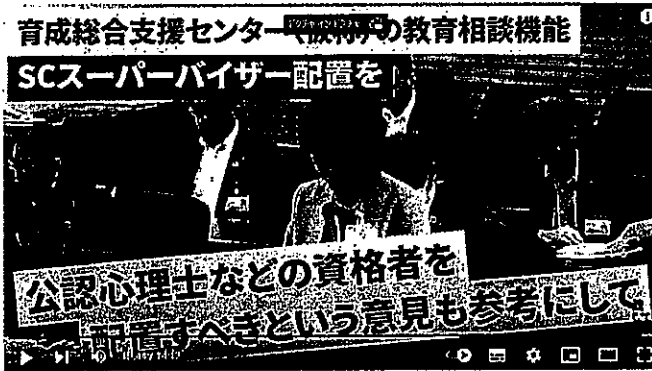 育成総合支援センター(仮称)の教育相談機能
SCスーパーバイザー配置を
公認心理士などの資格者を
配置すべきという意見も参考にして